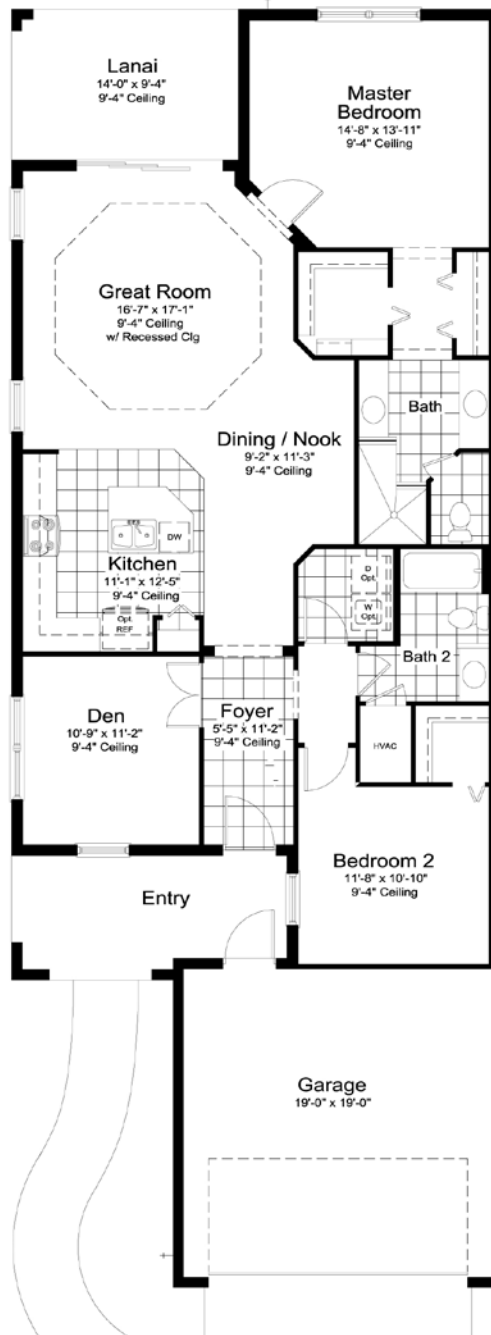 Lanai
14'-0" x 9'-4"
9'-4" Ceiling
Master
Bedroom
14'-8" x 13'-11"
9'-4" Ceiling
Great Room
16'-7" x 17'-1"
9'-4" Ceiling
w/ Recessed Clg
Bath
Dining / Nook
9'-2" x 11'-3"
9'-4" Ceiling
DW
Kitchen
11'-1" x 12'-5"
9'-4" Ceiling
Opt.
REF
D
Opt.
W
Opt.
Bath 2
Den
10'-9" x 11'-2"
9'-4" Ceiling
Foyer
5'-5" x 11'-2"
9'-4" Ceiling
HVAC
Bedroom 2
11'-8" x 10'-10"
9'-4" Ceiling
Entry
Garage
19'-0" x 19'-0"